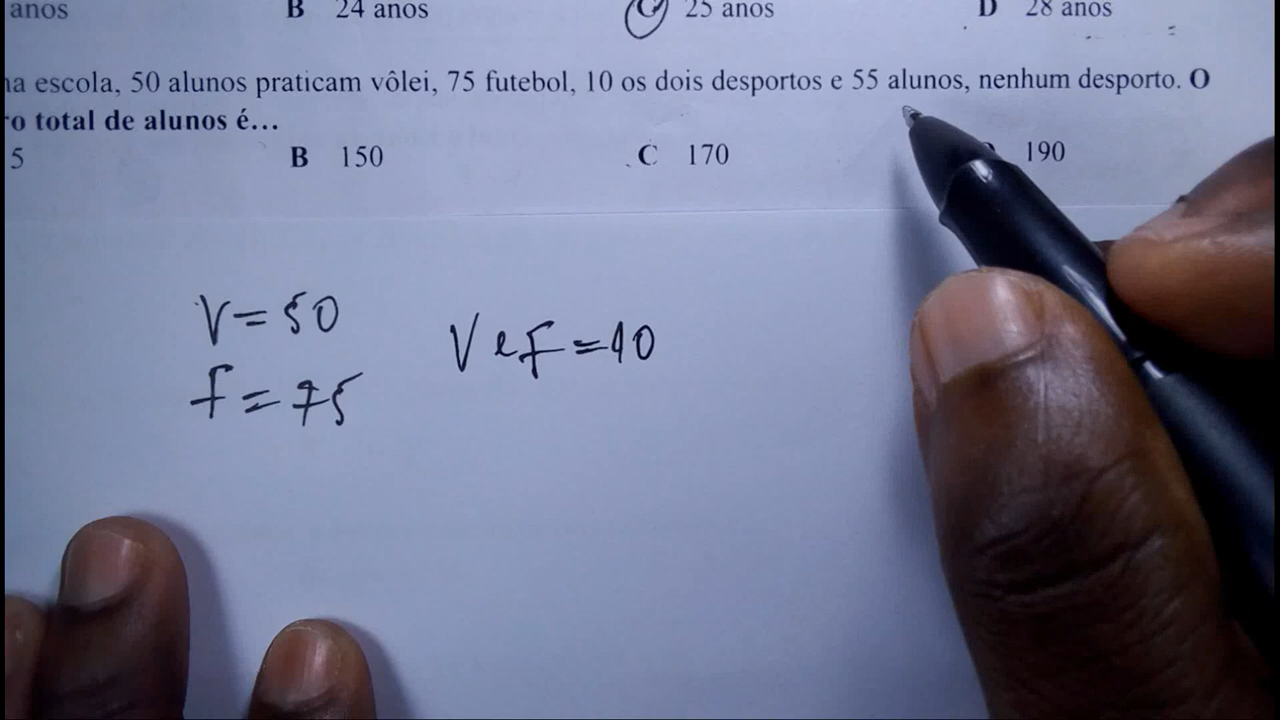 anos B 24 anos C 25 anos D 28 anos
a escola, 50 alunos praticam vôlei, 75 futebol, 10 os dois desportos e 55 alunos, nenhum desporto. O
o total de alunos é...
5 B 150 C 170 190
V = 50
V e F = 10
F = 75